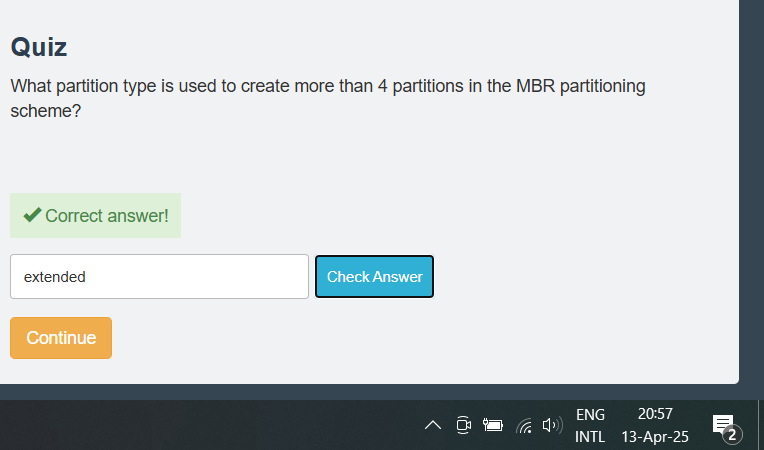 Quiz
What partition type is used to create more than 4 partitions in the MBR partitioning
scheme?
Correct answer!
extended
Check Answer
Continue
ENG
20:57
INTL
13-Apr-25
2